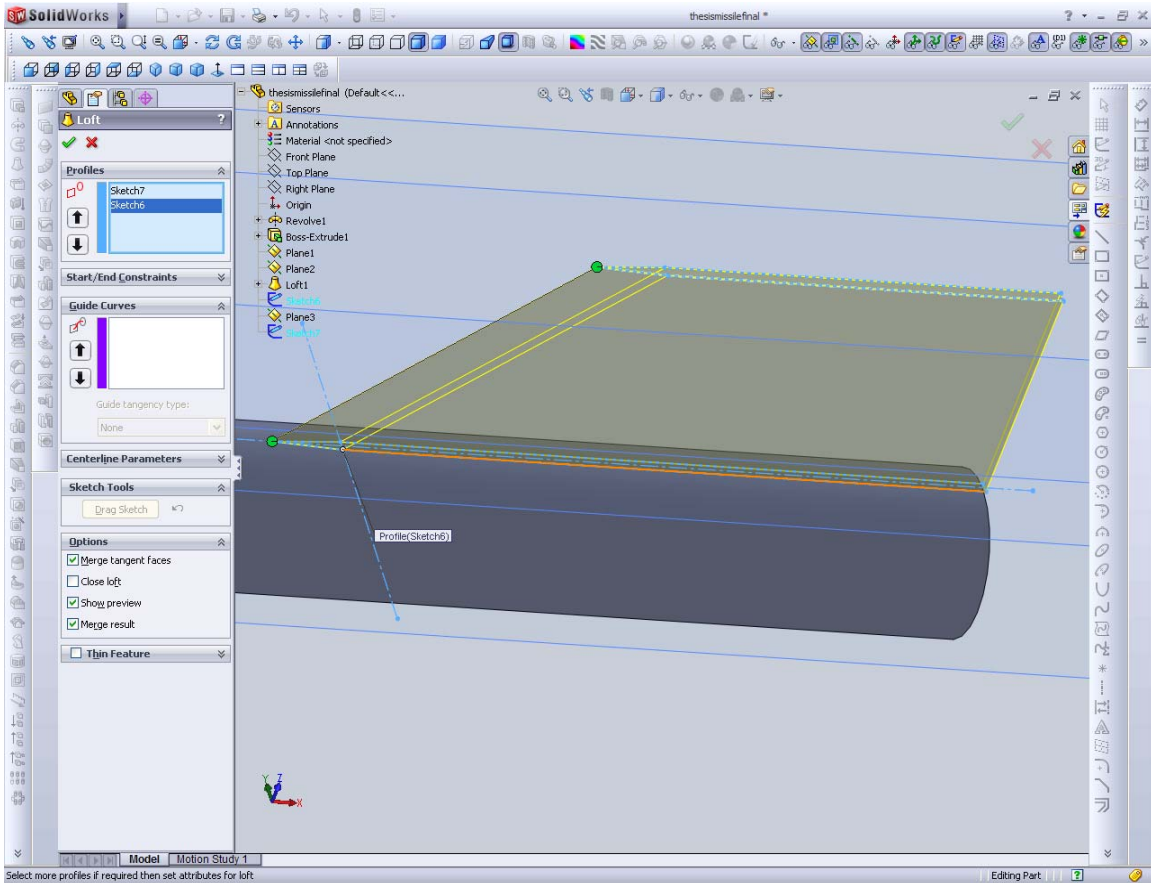 SolidWorks
thesismissilefinal *
Loft
?
Profiles
Sketch7
Sketch6
Start/End Constraints
Guide Curves
Guide tangency type:
None
Centerline Parameters
Sketch Tools
Drag Sketch
Options
Merge tangent faces
Close loft
Show preview
Merge result
Thin Feature
thesismissilefinal (Default<<...
Sensors
Annotations
Material <not specified>
Front Plane
Top Plane
Right Plane
Origin
Revolve1
Boss-Extrude1
Plane1
Plane2
Loft1
Sketch6
Plane3
Sketch7
Profile(Sketch6)
Y Z
X
Model Motion Study 1
Select more profiles if required then set attributes for loft
Editing Part